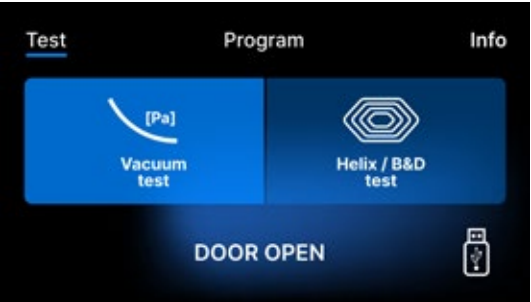 Test Program Info
[Pa]
Vacuum
test
Helix / B&D
test
DOOR OPEN